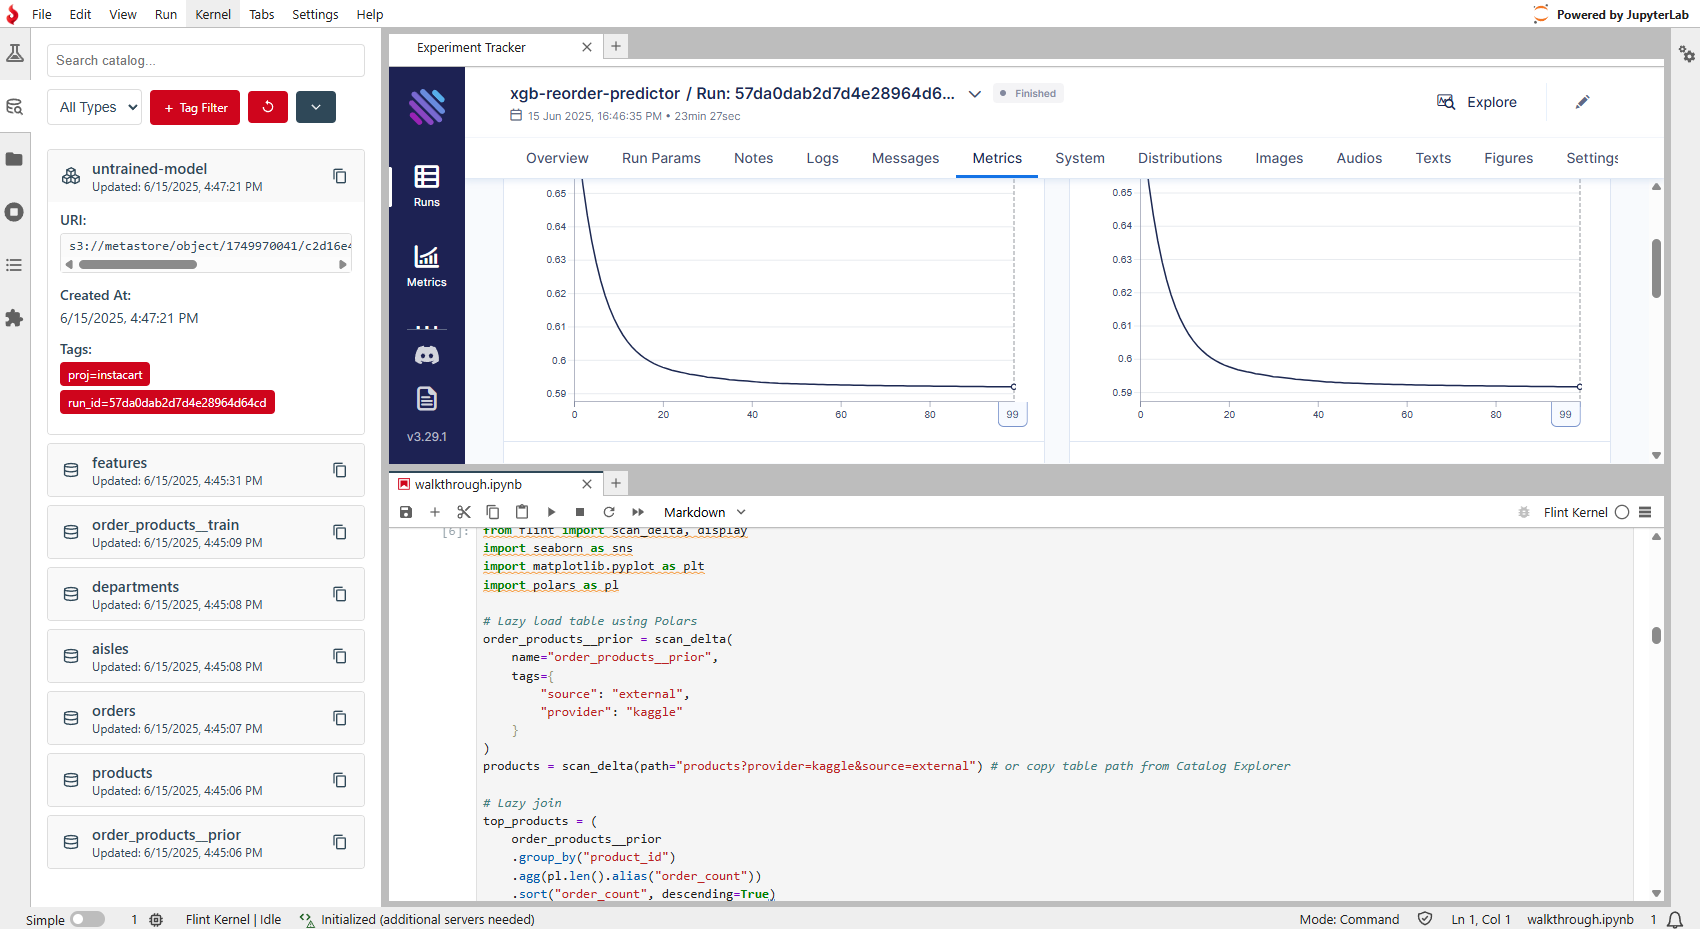 File Edit View Run Kernel Tabs Settings Help
Powered by JupyterLab
Search catalog...
All Types
+ Tag Filter
untrained-model
Updated: 6/15/2025, 4:47:21 PM
URI:
s3://metastore/object/1749970041/c2d16e4
Created At:
6/15/2025, 4:47:21 PM
Tags:
proj=instacart
run_id=57da0dab2d7d4e28964d64cd
features
Updated: 6/15/2025, 4:45:31 PM
order_products__train
Updated: 6/15/2025, 4:45:09 PM
departments
Updated: 6/15/2025, 4:45:08 PM
aisles
Updated: 6/15/2025, 4:45:08 PM
orders
Updated: 6/15/2025, 4:45:07 PM
products
Updated: 6/15/2025, 4:45:06 PM
order_products__prior
Updated: 6/15/2025, 4:45:06 PM
Experiment Tracker
Runs
Metrics
v3.29.1
xgb-reorder-predictor / Run: 57da0dab2d7d4e28964d6...
Finished
15 Jun 2025, 16:46:35 PM • 23min 27sec
Explore
Overview Run Params Notes Logs Messages Metrics System Distributions Images Audios Texts Figures Settings
0.65
0.64
0.63
0.62
0.61
0.6
0.59
0 20 40 60 80 99
0.65
0.64
0.63
0.62
0.61
0.6
0.59
0 20 40 60 80 99
walkthrough.ipynb
Markdown
Flint Kernel
[6]:
from flint import scan_delta, display
import seaborn as sns
import matplotlib.pyplot as plt
import polars as pl
# Lazy load table using Polars
order_products__prior = scan_delta(
name="order_products__prior",
tags={
"source": "external",
"provider": "kaggle"
}
)
products = scan_delta(path="products?provider=kaggle&source=external") # or copy table path from Catalog Explorer
# Lazy join
top_products = (
order_products__prior
.group_by("product_id")
.agg(pl.len().alias("order_count"))
.sort("order_count", descending=True)
Simple
1
Flint Kernel | Idle
Initialized (additional servers needed)
Mode: Command
Ln 1, Col 1
walkthrough.ipynb
1